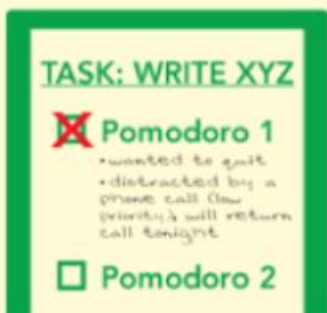 TASK: WRITE XYZ
Pomodoro 1
•wanted to quit
•distracted by a
phone call (low
priority); will return
call tonight
Pomodoro 2